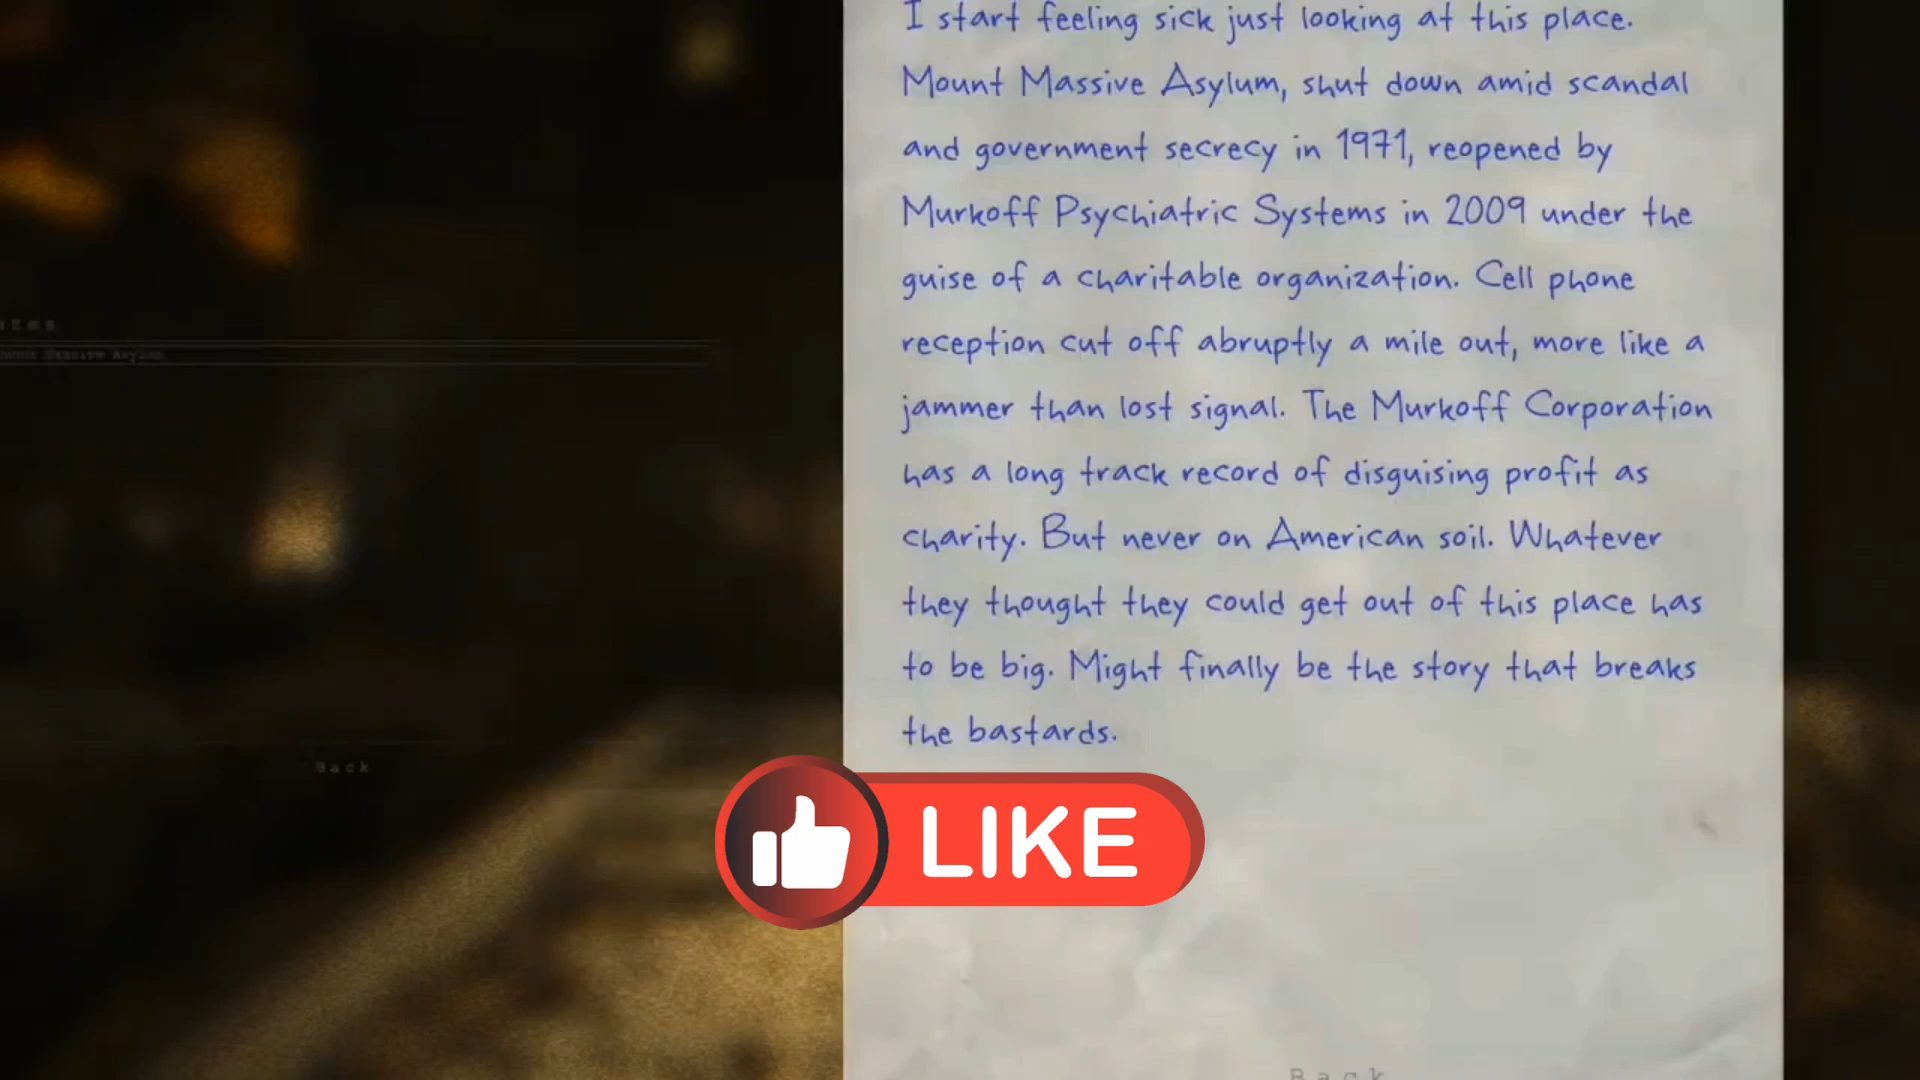 I start feeling sick just looking at this place.
Mount Massive Asylum, shut down amid scandal
and government secrecy in 1971, reopened by
Murkoff Psychiatric Systems in 2009 under the
guise of a charitable organization. Cell phone
reception cut off abruptly a mile out, more like a
jammer than lost signal. The Murkoff Corporation
has a long track record of disguising profit as
charity. But never on American soil. Whatever
they thought they could get out of this place has
to be big. Might finally be the story that breaks
the bastards.
Massive Asylum
Back
LIKE
Back